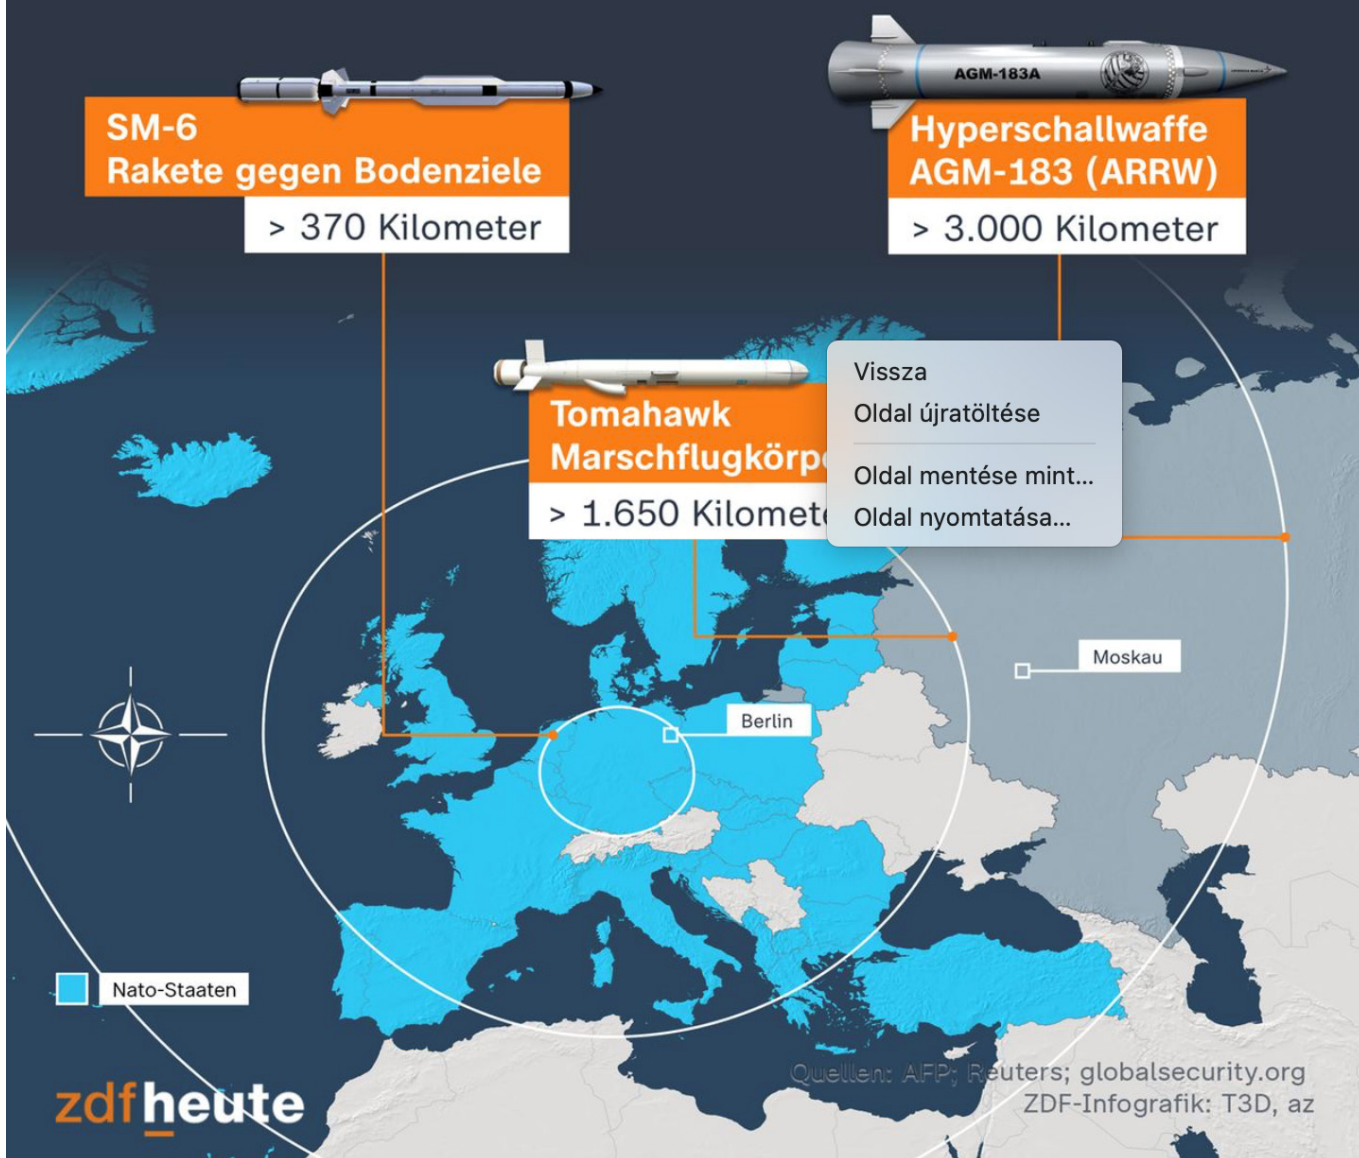 AGM-183A
SM-6
Rakete gegen Bodenziele
> 370 Kilometer
Hyperschallwaffe
AGM-183 (ARRW)
> 3.000 Kilometer
Tomahawk
> 1.650
Vissza
Oldal újratöltése
Oldal mentése mint...
Oldal nyomtatása...
Moskau
Berlin
Nato-Staaten
Quellen: AFP; Reuters; globalsecurity.org
ZDF-Infografik: T3D, az
zdfheute